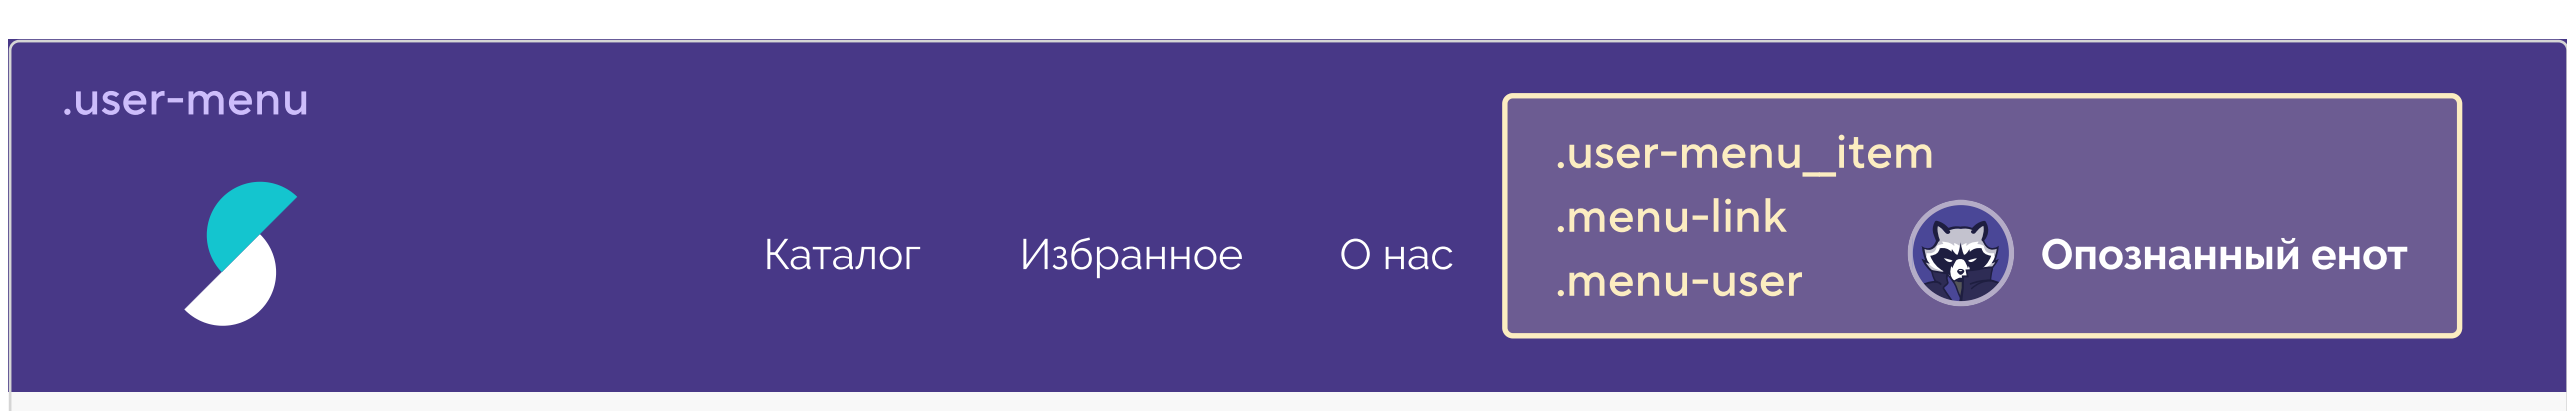 .user-menu
Каталог
Избранное
О нас
.user-menu__item
.menu-link
.menu-user
Опознанный енот